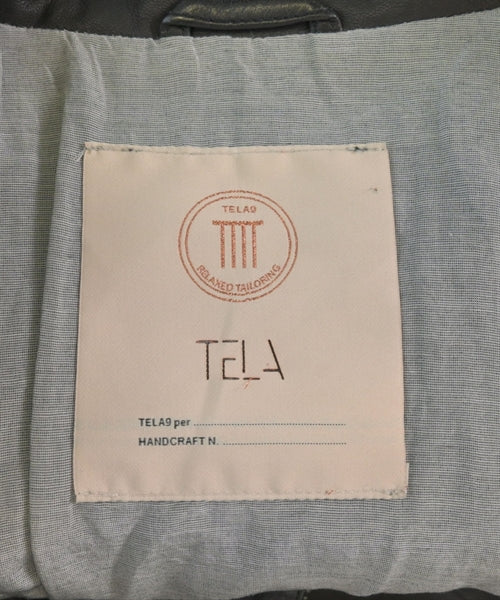 TELA9
RELAXED TAILORING
TELA
TELA9 per ........................................
HANDCRAFT N. ................................